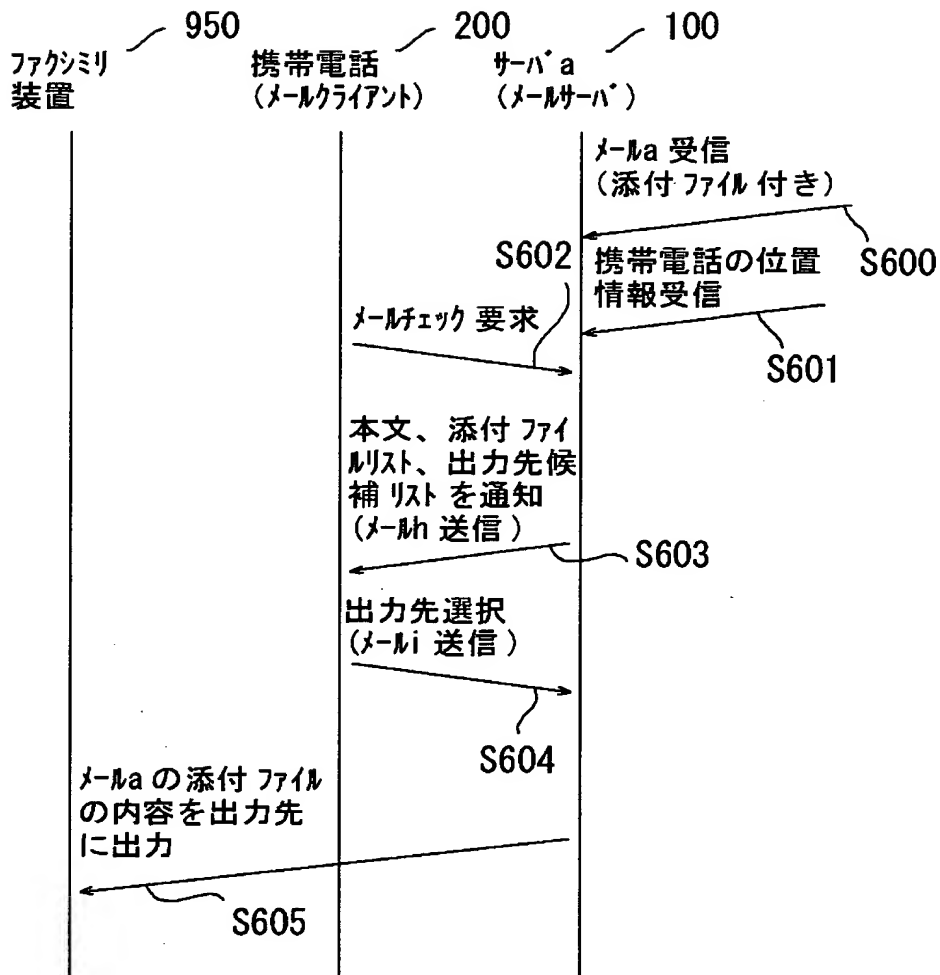 950
ファクシミリ
装置
200
携帯電話
(メールクライアント)
100
サーバa
(メールサーバ)
メールa 受信
(添付 ファイル 付き)
S600
S602
携帯電話の位置
情報受信
S601
メールチェック 要求
本文、添付 ファイ
ルリスト、出力先候
補 リスト を通知
(メールh 送信)
S603
出力先選択
(メールi 送信)
S604
メールa の添付 ファイル
の内容を出力先
に出力
S605